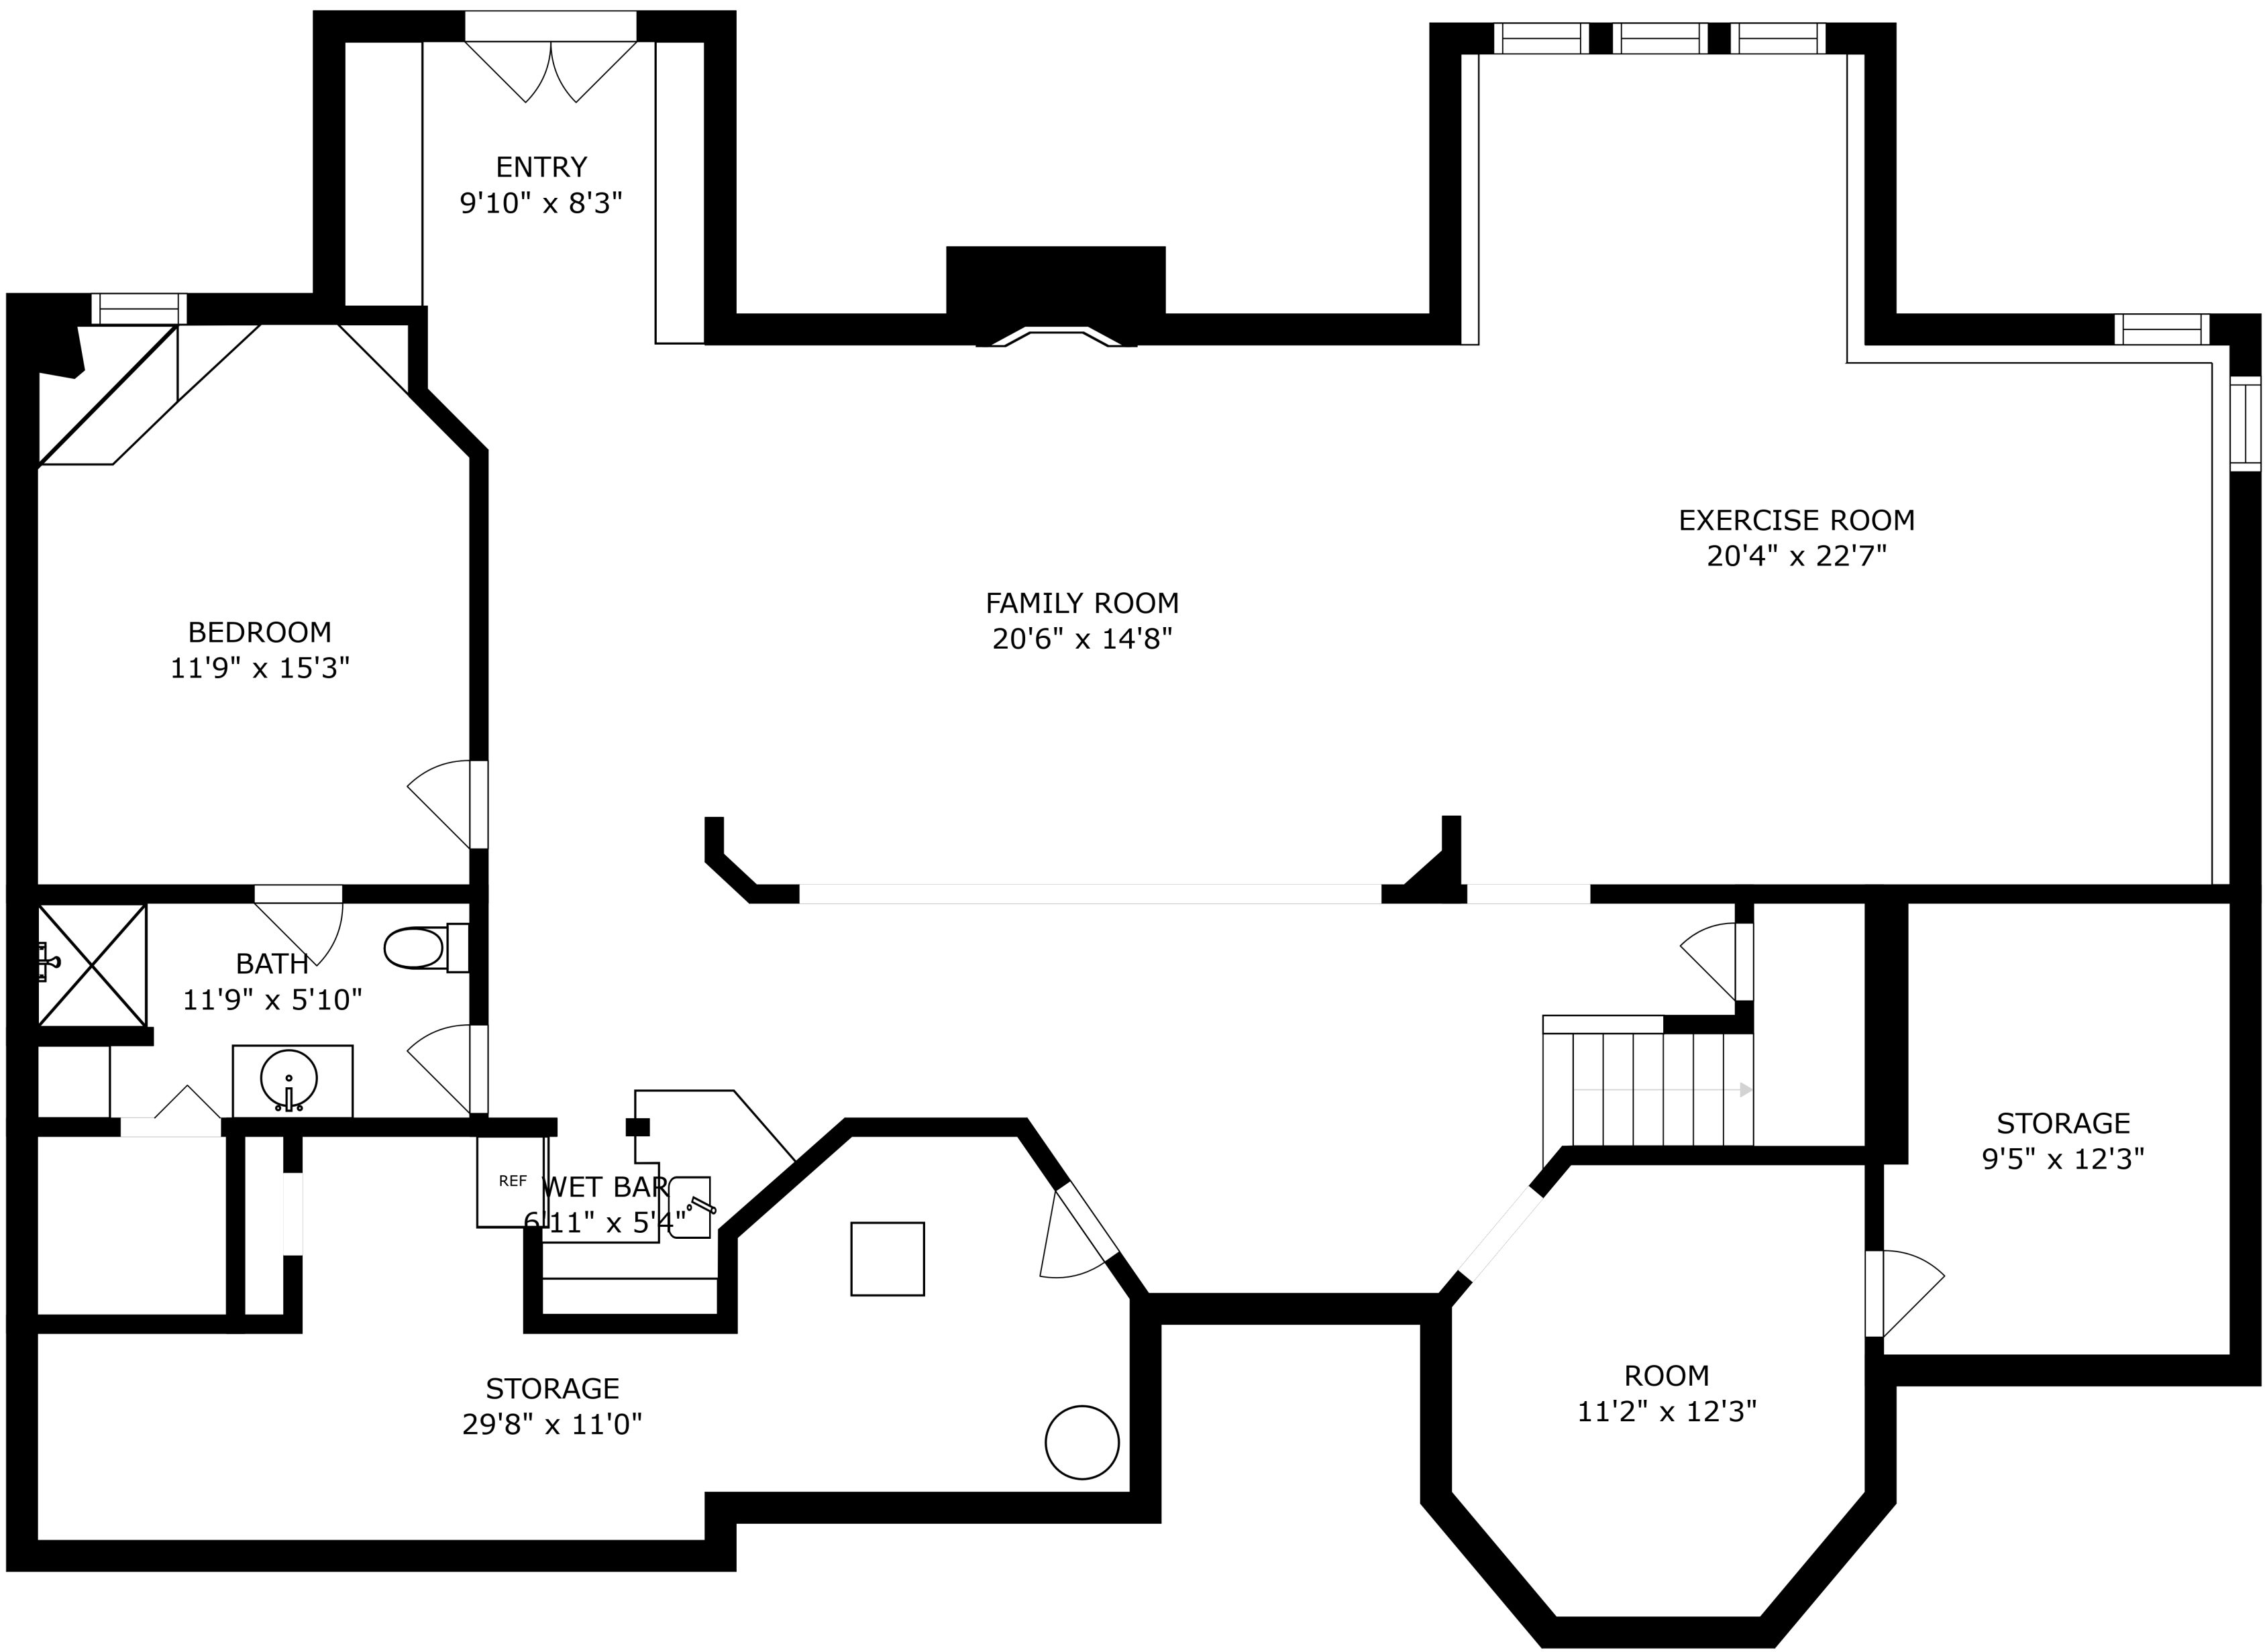 ENTRY
9'10" x 8'3"
EXERCISE ROOM
20'4" x 22'7"
FAMILY ROOM
20'6" x 14'8"
BEDROOM
11'9" x 15'3"
BATH
11'9" x 5'10"
REF
WET BAR
6'11" x 5'4"
STORAGE
9'5" x 12'3"
STORAGE
29'8" x 11'0"
ROOM
11'2" x 12'3"